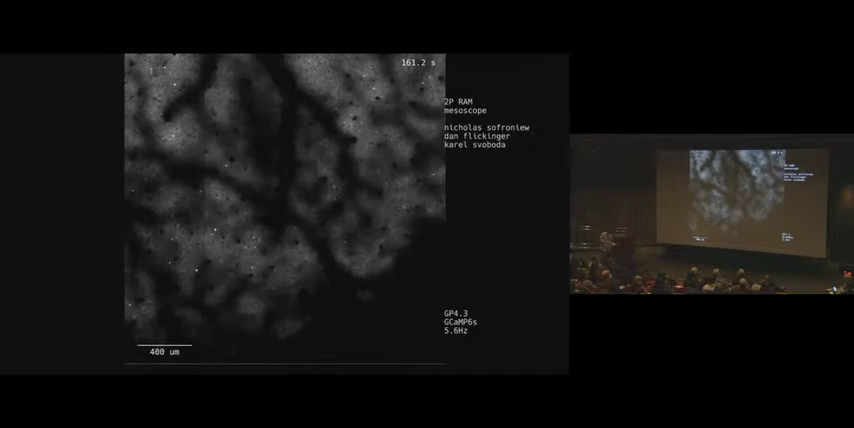 161.2 s
2P RAM
mesoscope
nicholas sofroniew
dan flickinger
karel svoboda
GP4.3
GCaMP6s
5.6Hz
400 um